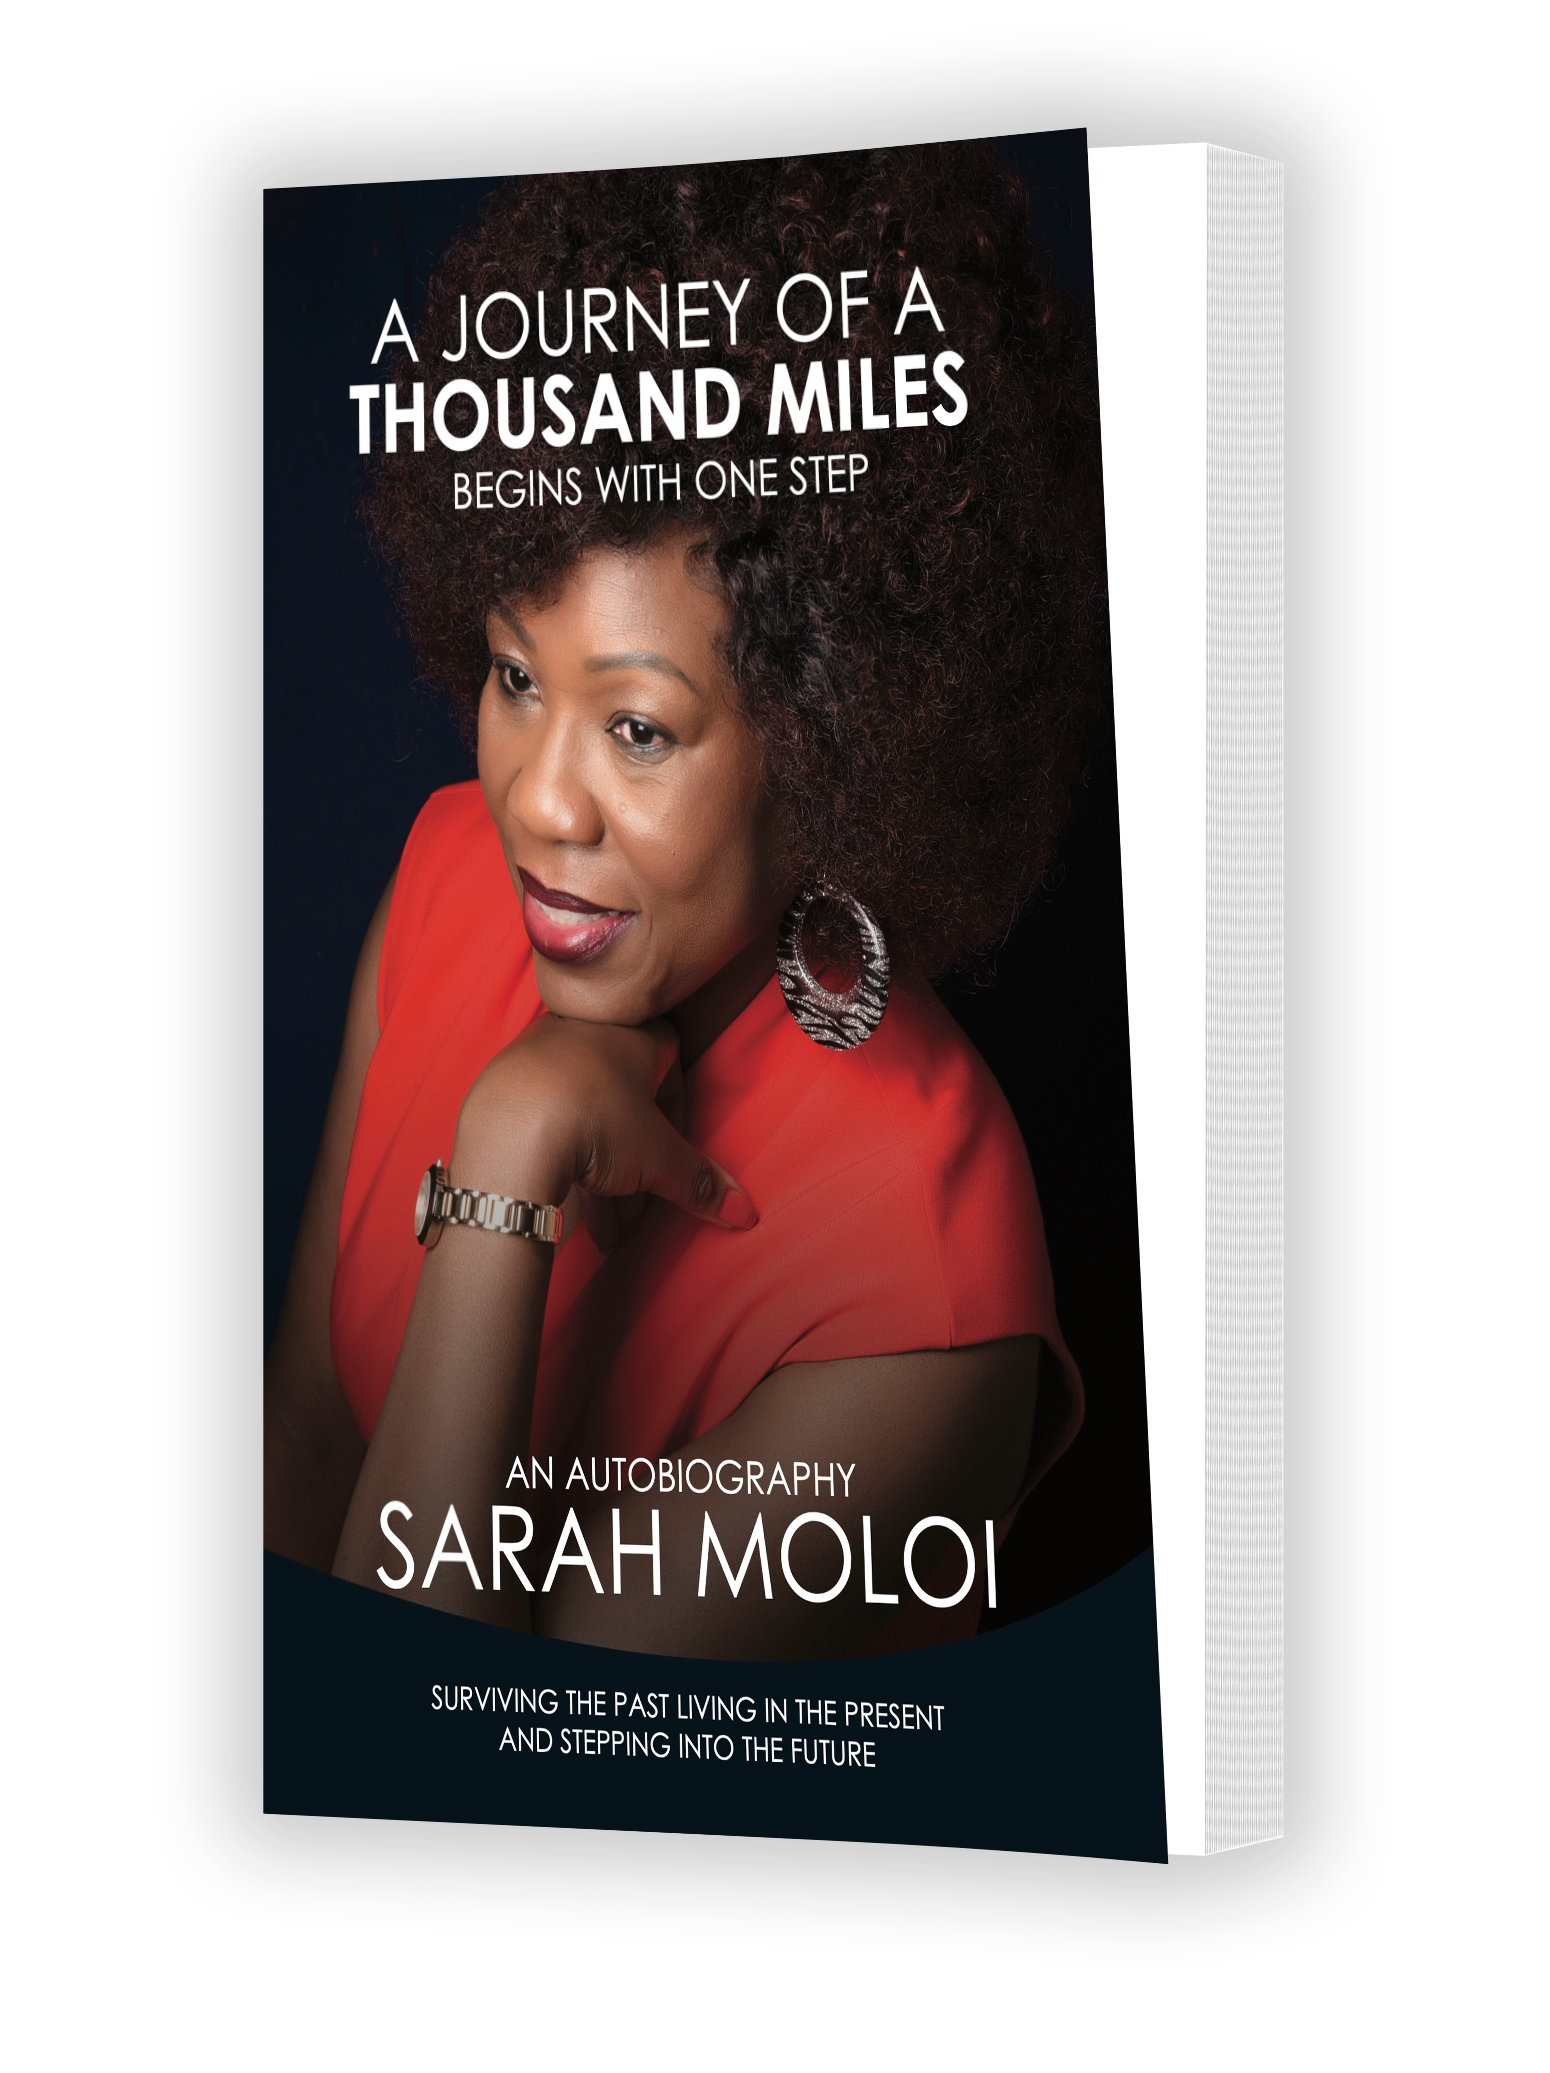 A JOURNEY OF A
THOUSAND MILES
BEGINS WITH ONE STEP
AN AUTOBIOGRAPHY
SARAH MOLOI
SURVIVING THE PAST LIVING IN THE PRESENT
AND STEPPING INTO THE FUTURE